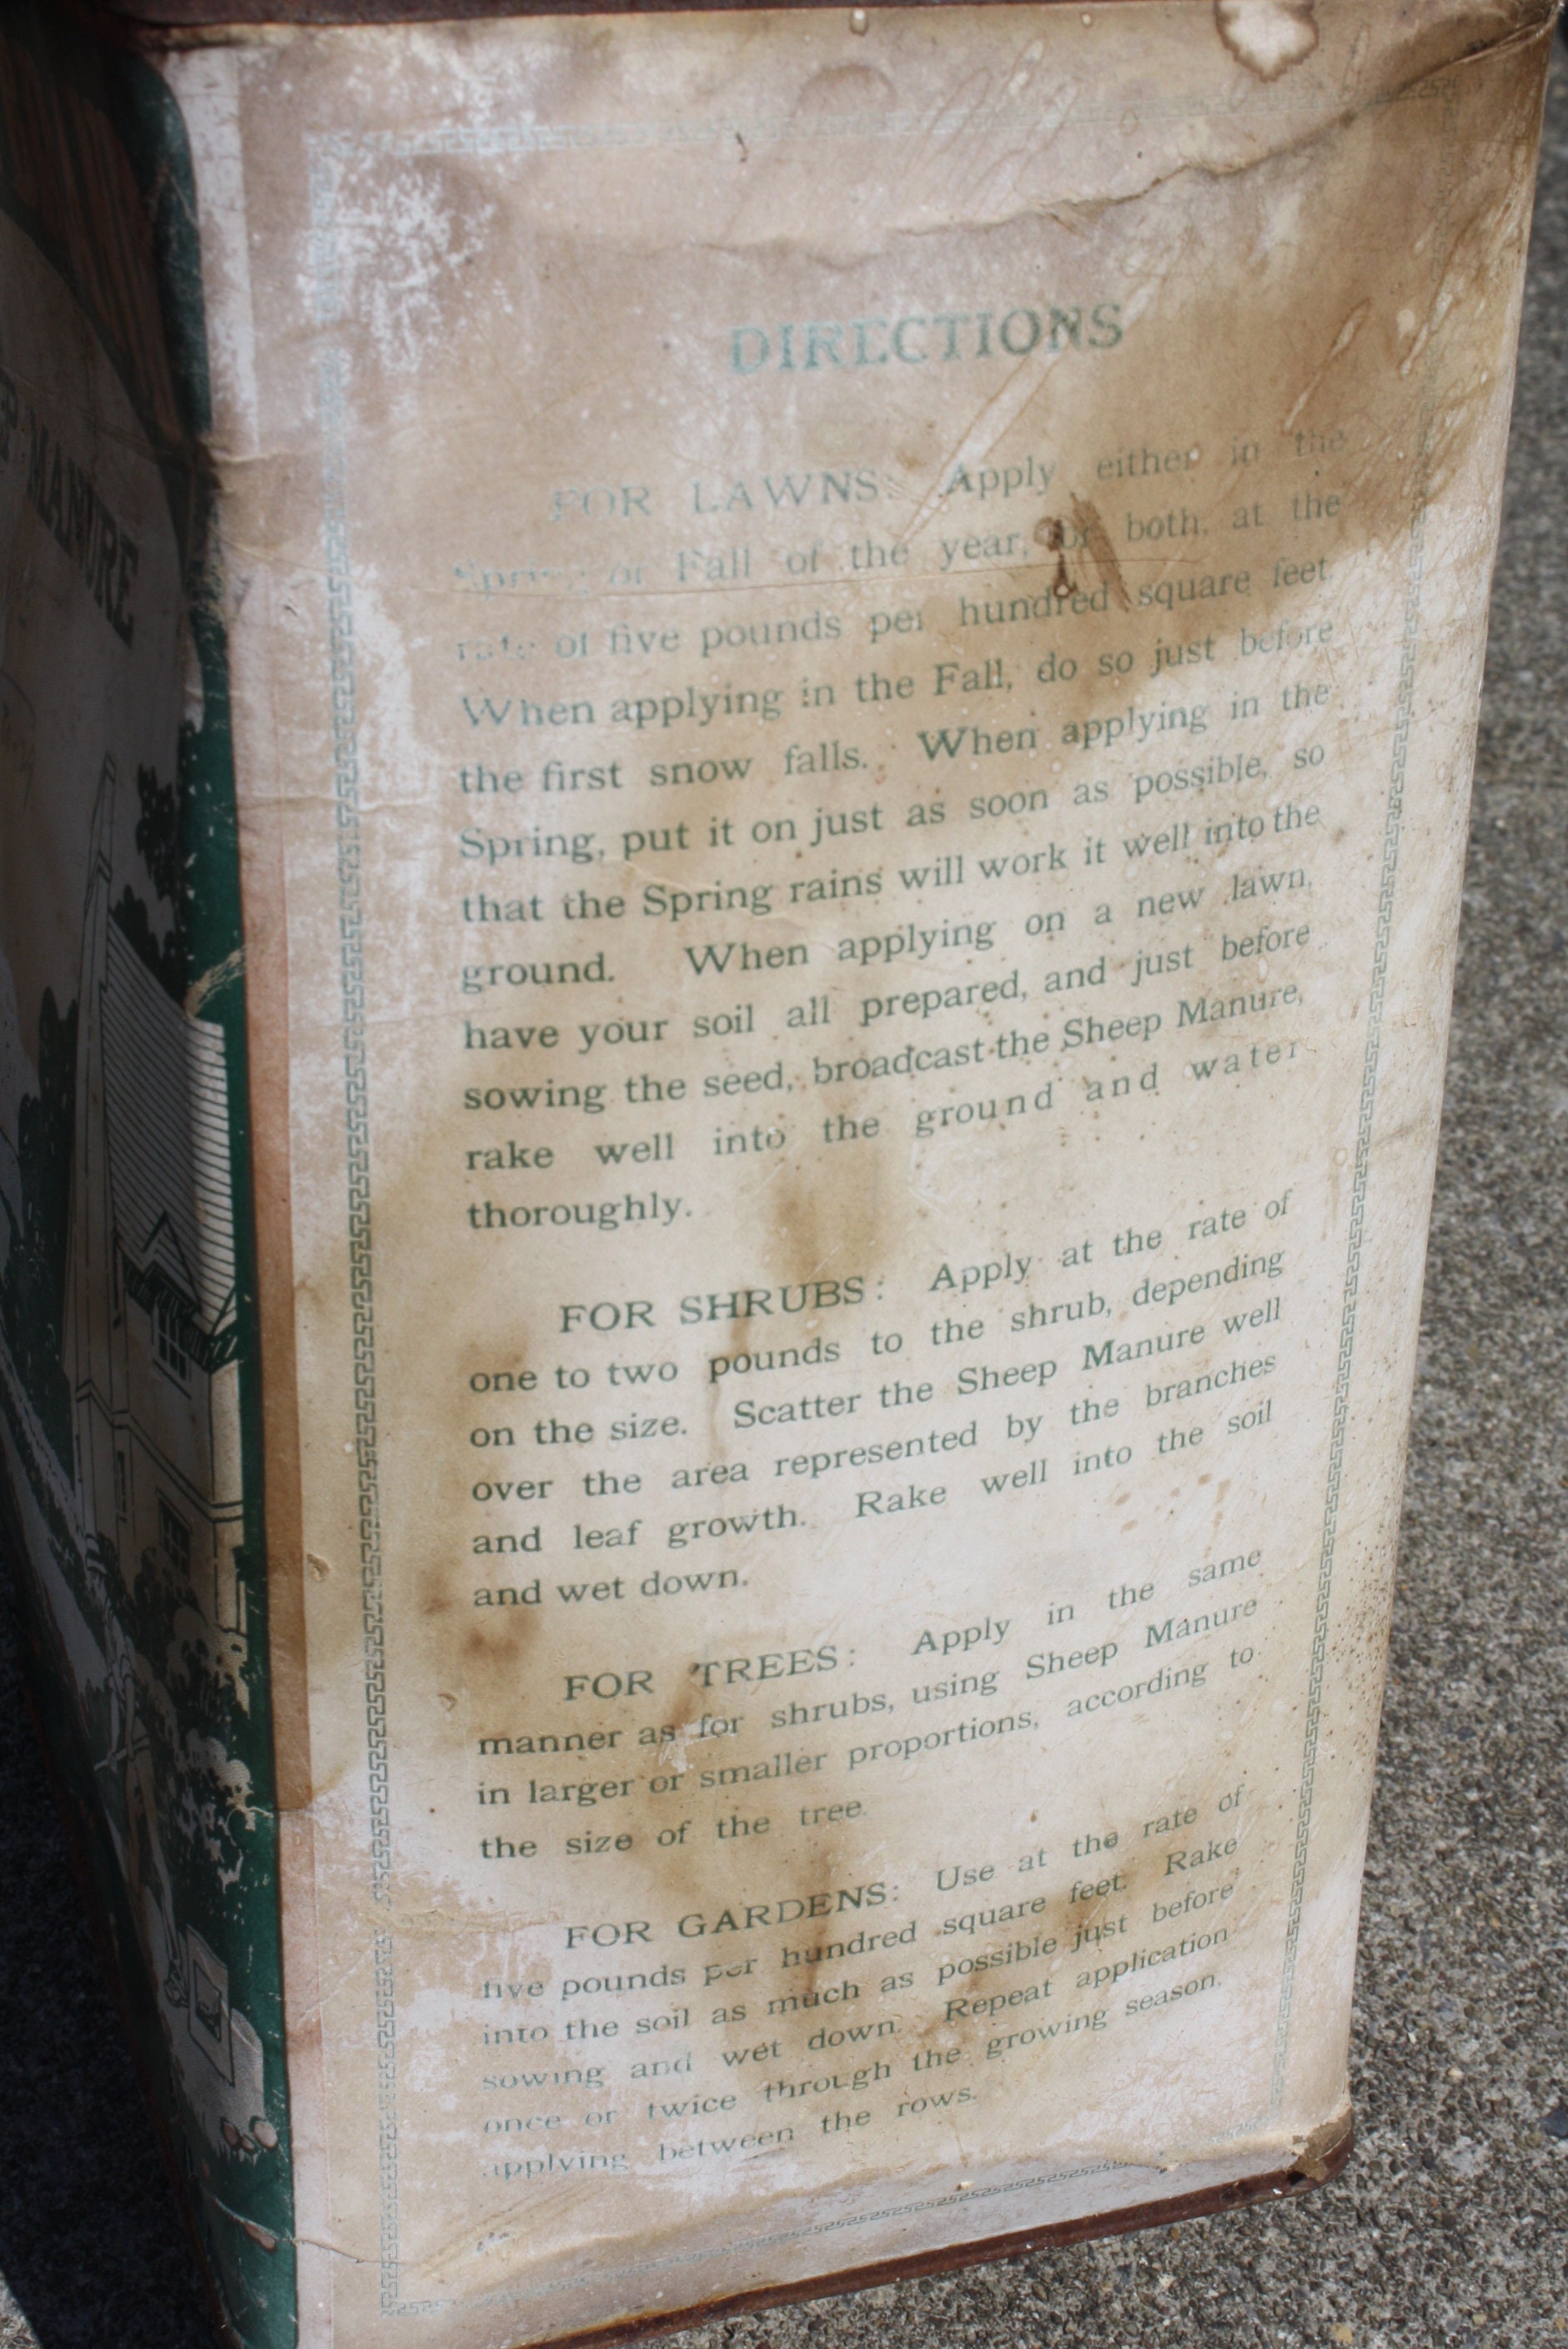 P MANURE
DIRECTIONS
FOR LAWNS: Apply either in the
Spring or Fall of the year, or both, at the
rate of five pounds per hundred square feet.
When applying in the Fall, do so just before
the first snow falls. When applying in the
Spring, put it on just as soon as possible, so
that the Spring rains will work it well into the
ground. When applying on a new lawn,
have your soil all prepared, and just before
sowing the seed, broadcast the Sheep Manure,
rake well into the ground and water
thoroughly.
FOR SHRUBS: Apply at the rate of
one to two pounds to the shrub, depending
on the size. Scatter the Sheep Manure well
over the area represented by the branches
and leaf growth. Rake well into the soil
and wet down.
FOR TREES: Apply in the same
manner as for shrubs, using Sheep Manure
in larger or smaller proportions, according to
the size of the tree.
FOR GARDENS: Use at the rate of
five pounds per hundred square feet. Rake
into the soil as much as possible just before
sowing and wet down. Repeat application
once or twice through the growing season,
applying between the rows.